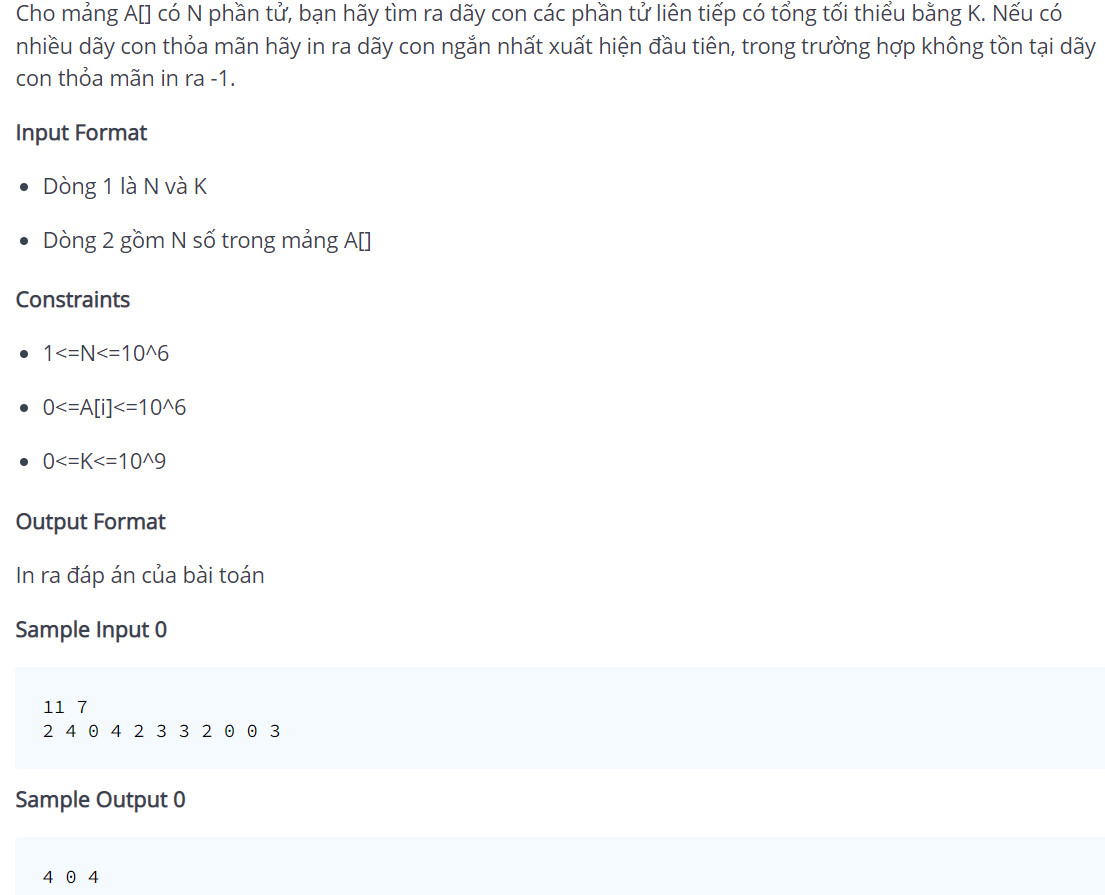 Cho mảng A[] có N phần tử, bạn hãy tìm ra dãy con các phần tử liên tiếp có tổng tối thiểu bằng K. Nếu có
nhiều dãy con thỏa mãn hãy in ra dãy con ngắn nhất xuất hiện đầu tiên, trong trường hợp không tồn tại dãy
con thỏa mãn in ra -1.
Input Format
• Dòng 1 là N và K
• Dòng 2 gồm N số trong mảng A[]
Constraints
• 1<=N<=10^6
• 0<=A[i]<=10^6
• 0<=K<=10^9
Output Format
In ra đáp án của bài toán
Sample Input 0
11 7
2 4 0 4 2 3 3 2 0 0 3
Sample Output 0
4 0 4